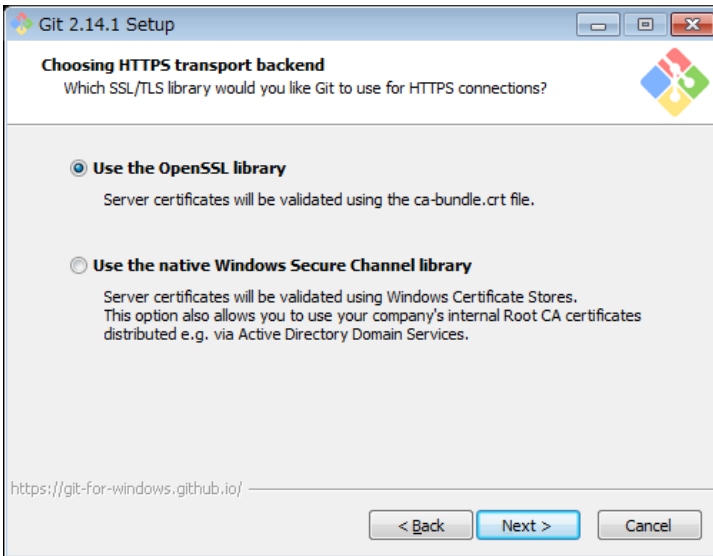 Git 2.14.1 Setup
Choosing HTTPS transport backend
Which SSL/TLS library would you like Git to use for HTTPS connections?
Use the OpenSSL library
Server certificates will be validated using the ca-bundle.crt file.
Use the native Windows Secure Channel library
Server certificates will be validated using Windows Certificate Stores.
This option also allows you to use your company's internal Root CA certificates
distributed e.g. via Active Directory Domain Services.
https://git-for-windows.github.io/
< Back Next > Cancel